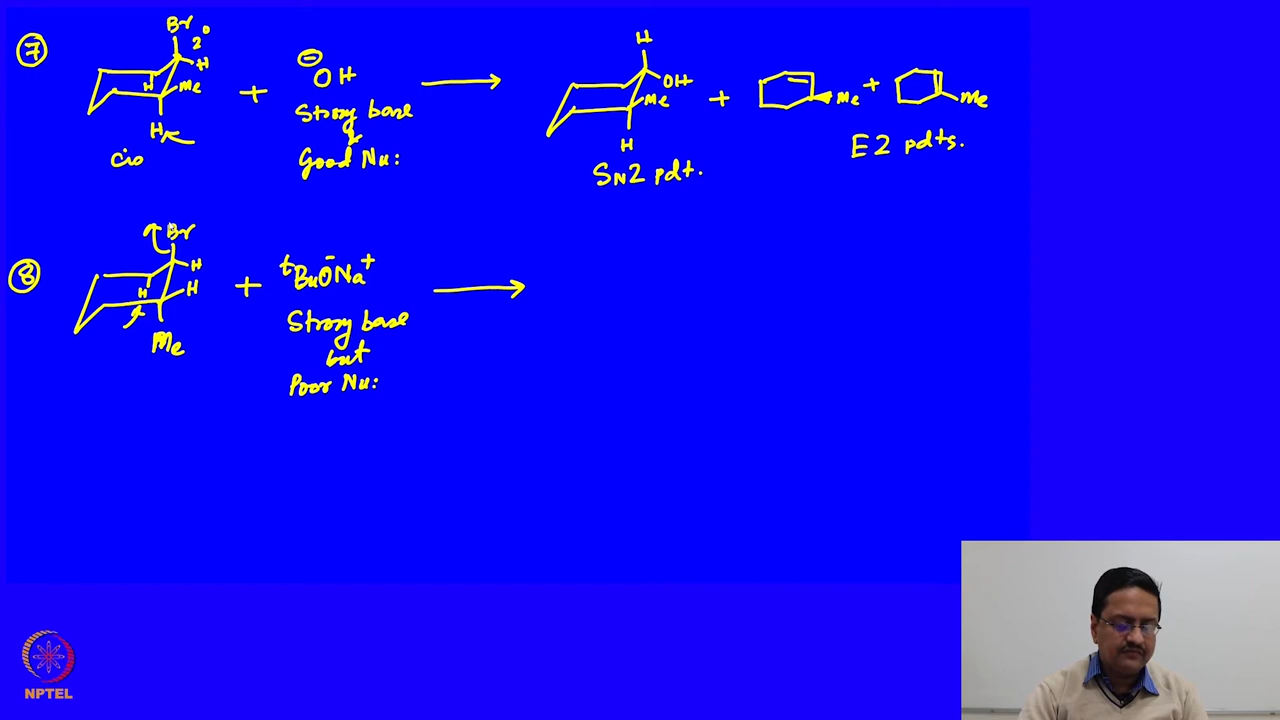 7
Br
2°
H
H
Me
H
cis
+
⊖
OH
Strong base
&
Good Nu:
H
OH
Me
H
SN2 pdt.
+
Me
+
Me
E2 pdts.
8
Br
H
H
H
Me
+
tBuO⁻Na⁺
Strong base
but
Poor Nu:
NPTEL